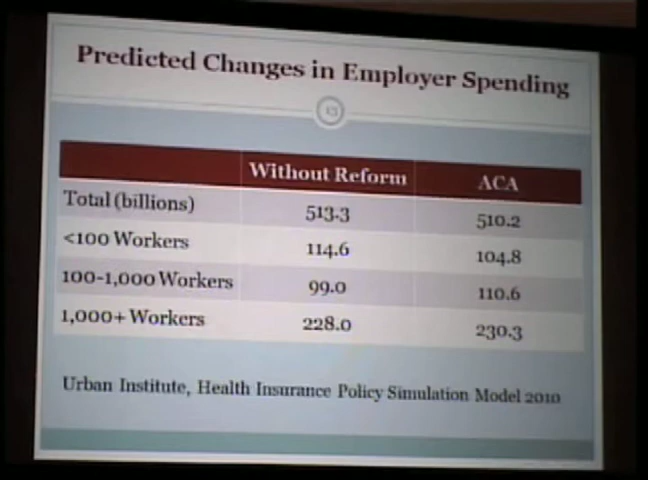 Predicted Changes in Employer Spending
13
Without Reform ACA
Total (billions) 513.3 510.2
<100 Workers 114.6 104.8
100-1,000 Workers 99.0 110.6
1,000+ Workers 228.0 230.3
Urban Institute, Health Insurance Policy Simulation Model 2010